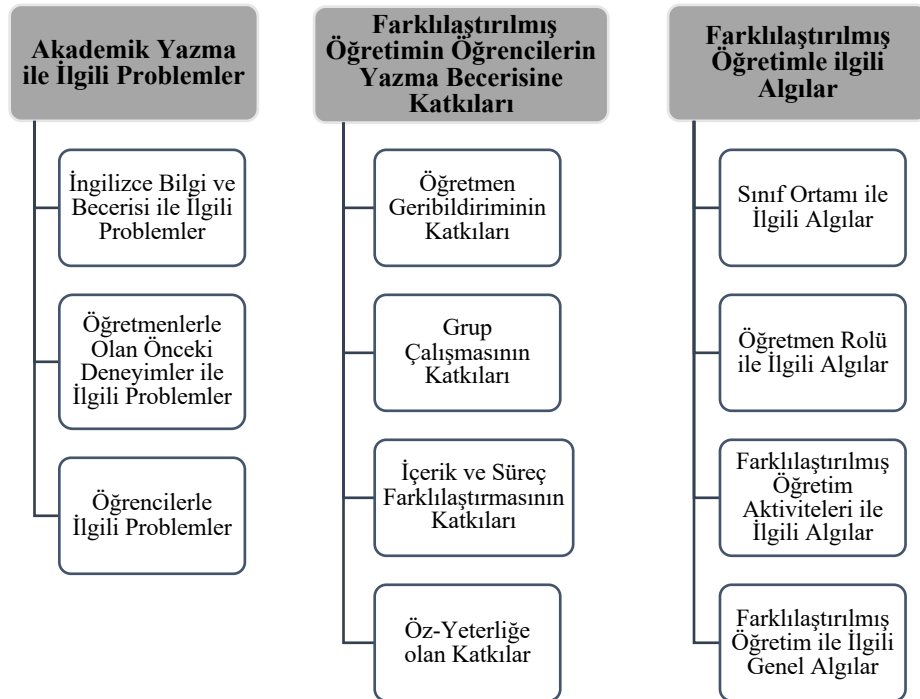 Akademik Yazma
ile İlgili Problemler
İngilizce Bilgi ve
Becerisi ile İlgili
Problemler
Öğretmenlerle
Olan Önceki
Deneyimler ile
İlgili Problemler
Öğrencilerle
İlgili Problemler
Farklılaştırılmış
Öğretimin Öğrencilerin
Yazma Becerisine
Katkıları
Öğretmen
Geribildiriminin
Katkıları
Grup
Çalışmasının
Katkıları
İçerik ve Süreç
Farklılaştırmasının
Katkıları
Öz-Yeterliğe
olan Katkılar
Farklılaştırılmış
Öğretimle ilgili
Algılar
Sınıf Ortamı ile
İlgili Algılar
Öğretmen Rolü
ile İlgili Algılar
Farklılaştırılmış
Öğretim
Aktiviteleri ile
İlgili Algılar
Farklılaştırılmış
Öğretim ile İlgili
Genel Algılar